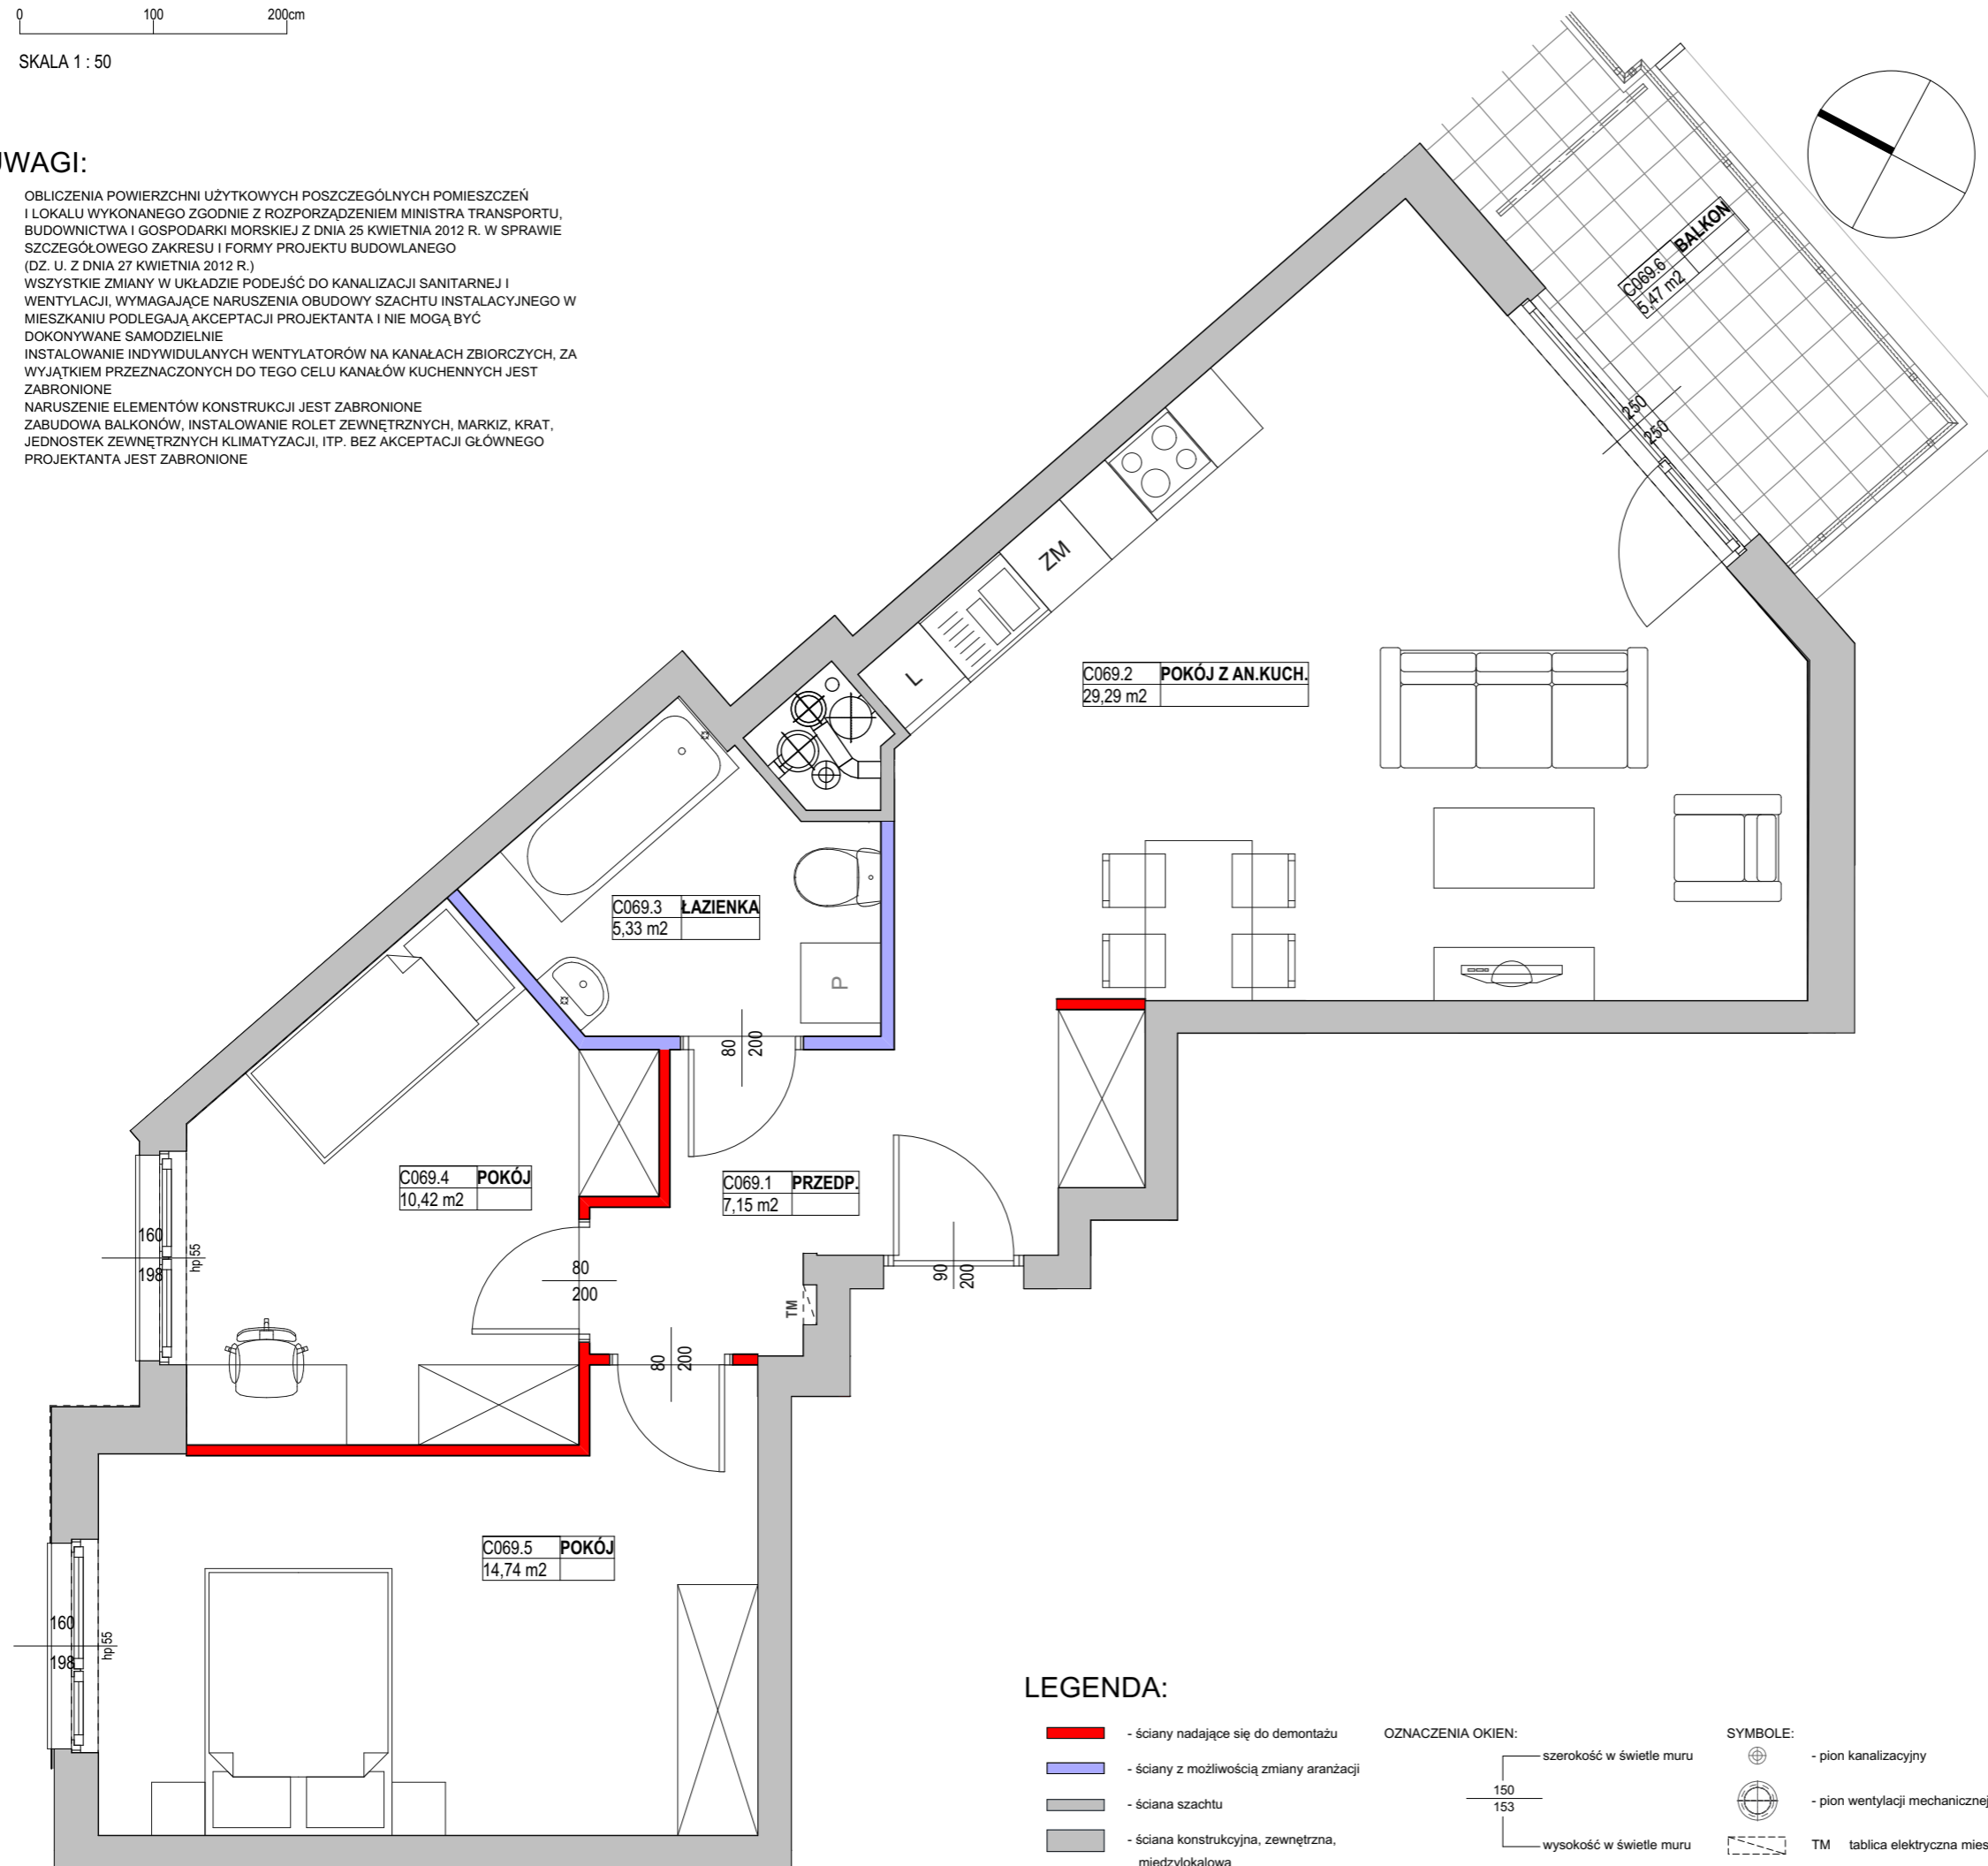 0 100 200cm
SKALA 1 : 50
UWAGI:
OBLICZENIA POWIERZCHNI UŻYTKOWYCH POSZCZEGÓLNYCH POMIESZCZEŃ
I LOKALU WYKONANEGO ZGODNIE Z ROZPORZĄDZENIEM MINISTRA TRANSPORTU,
BUDOWNICTWA I GOSPODARKI MORSKIEJ Z DNIA 25 KWIETNIA 2012 R. W SPRAWIE
SZCZEGÓŁOWEGO ZAKRESU I FORMY PROJEKTU BUDOWLANEGO
(DZ. U. Z DNIA 27 KWIETNIA 2012 R.)
WSZYSTKIE ZMIANY W UKŁADZIE PODEJŚĆ DO KANALIZACJI SANITARNEJ I
WENTYLACJI, WYMAGAJĄCE NARUSZENIA OBUDOWY SZACHTU INSTALACYJNEGO W
MIESZKANIU PODLEGAJĄ AKCEPTACJI PROJEKTANTA I NIE MOGĄ BYĆ
DOKONYWANE SAMODZIELNIE
INSTALOWANIE INDYWIDULANYCH WENTYLATORÓW NA KANAŁACH ZBIORCZYCH, ZA
WYJĄTKIEM PRZEZNACZONYCH DO TEGO CELU KANAŁÓW KUCHENNYCH JEST
ZABRONIONE
NARUSZENIE ELEMENTÓW KONSTRUKCJI JEST ZABRONIONE
ZABUDOWA BALKONÓW, INSTALOWANIE ROLET ZEWNĘTRZNYCH, MARKIZ, KRAT,
JEDNOSTEK ZEWNĘTRZNYCH KLIMATYZACJI, ITP. BEZ AKCEPTACJI GŁÓWNEGO
PROJEKTANTA JEST ZABRONIONE
C069.6 BALKON
5,47 m2
250
250
ZM
L
C069.2 POKÓJ Z AN.KUCH.
29,29 m2
C069.3 ŁAZIENKA
5,33 m2
P
80
200
C069.4 POKÓJ
10,42 m2
C069.1 PRZEDP.
7,15 m2
160
198
hp 55
80
200
90
200
TM
80
200
C069.5 POKÓJ
14,74 m2
160
198
hp 55
LEGENDA:
- ściany nadające się do demontażu
- ściany z możliwością zmiany aranżacji
- ściana szachtu
- ściana konstrukcyjna, zewnętrzna,
międzylokalowa
OZNACZENIA OKIEN:
szerokość w świetle muru
150
153
wysokość w świetle muru
SYMBOLE:
- pion kanalizacyjny
- pion wentylacji mechanicznej
TM tablica elektryczna